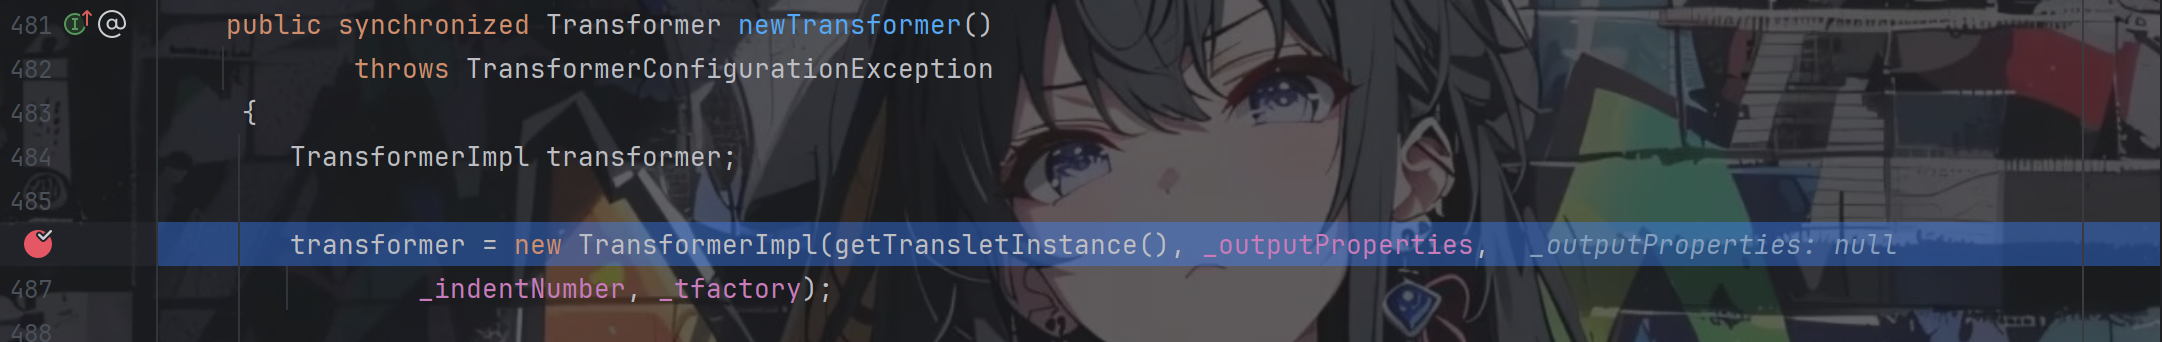 481 public synchronized Transformer newTransformer()
482 throws TransformerConfigurationException
483 {
484 TransformerImpl transformer;
485
transformer = new TransformerImpl(getTransletInstance(), _outputProperties, _outputProperties: null
487 _indentNumber, _tfactory);
488